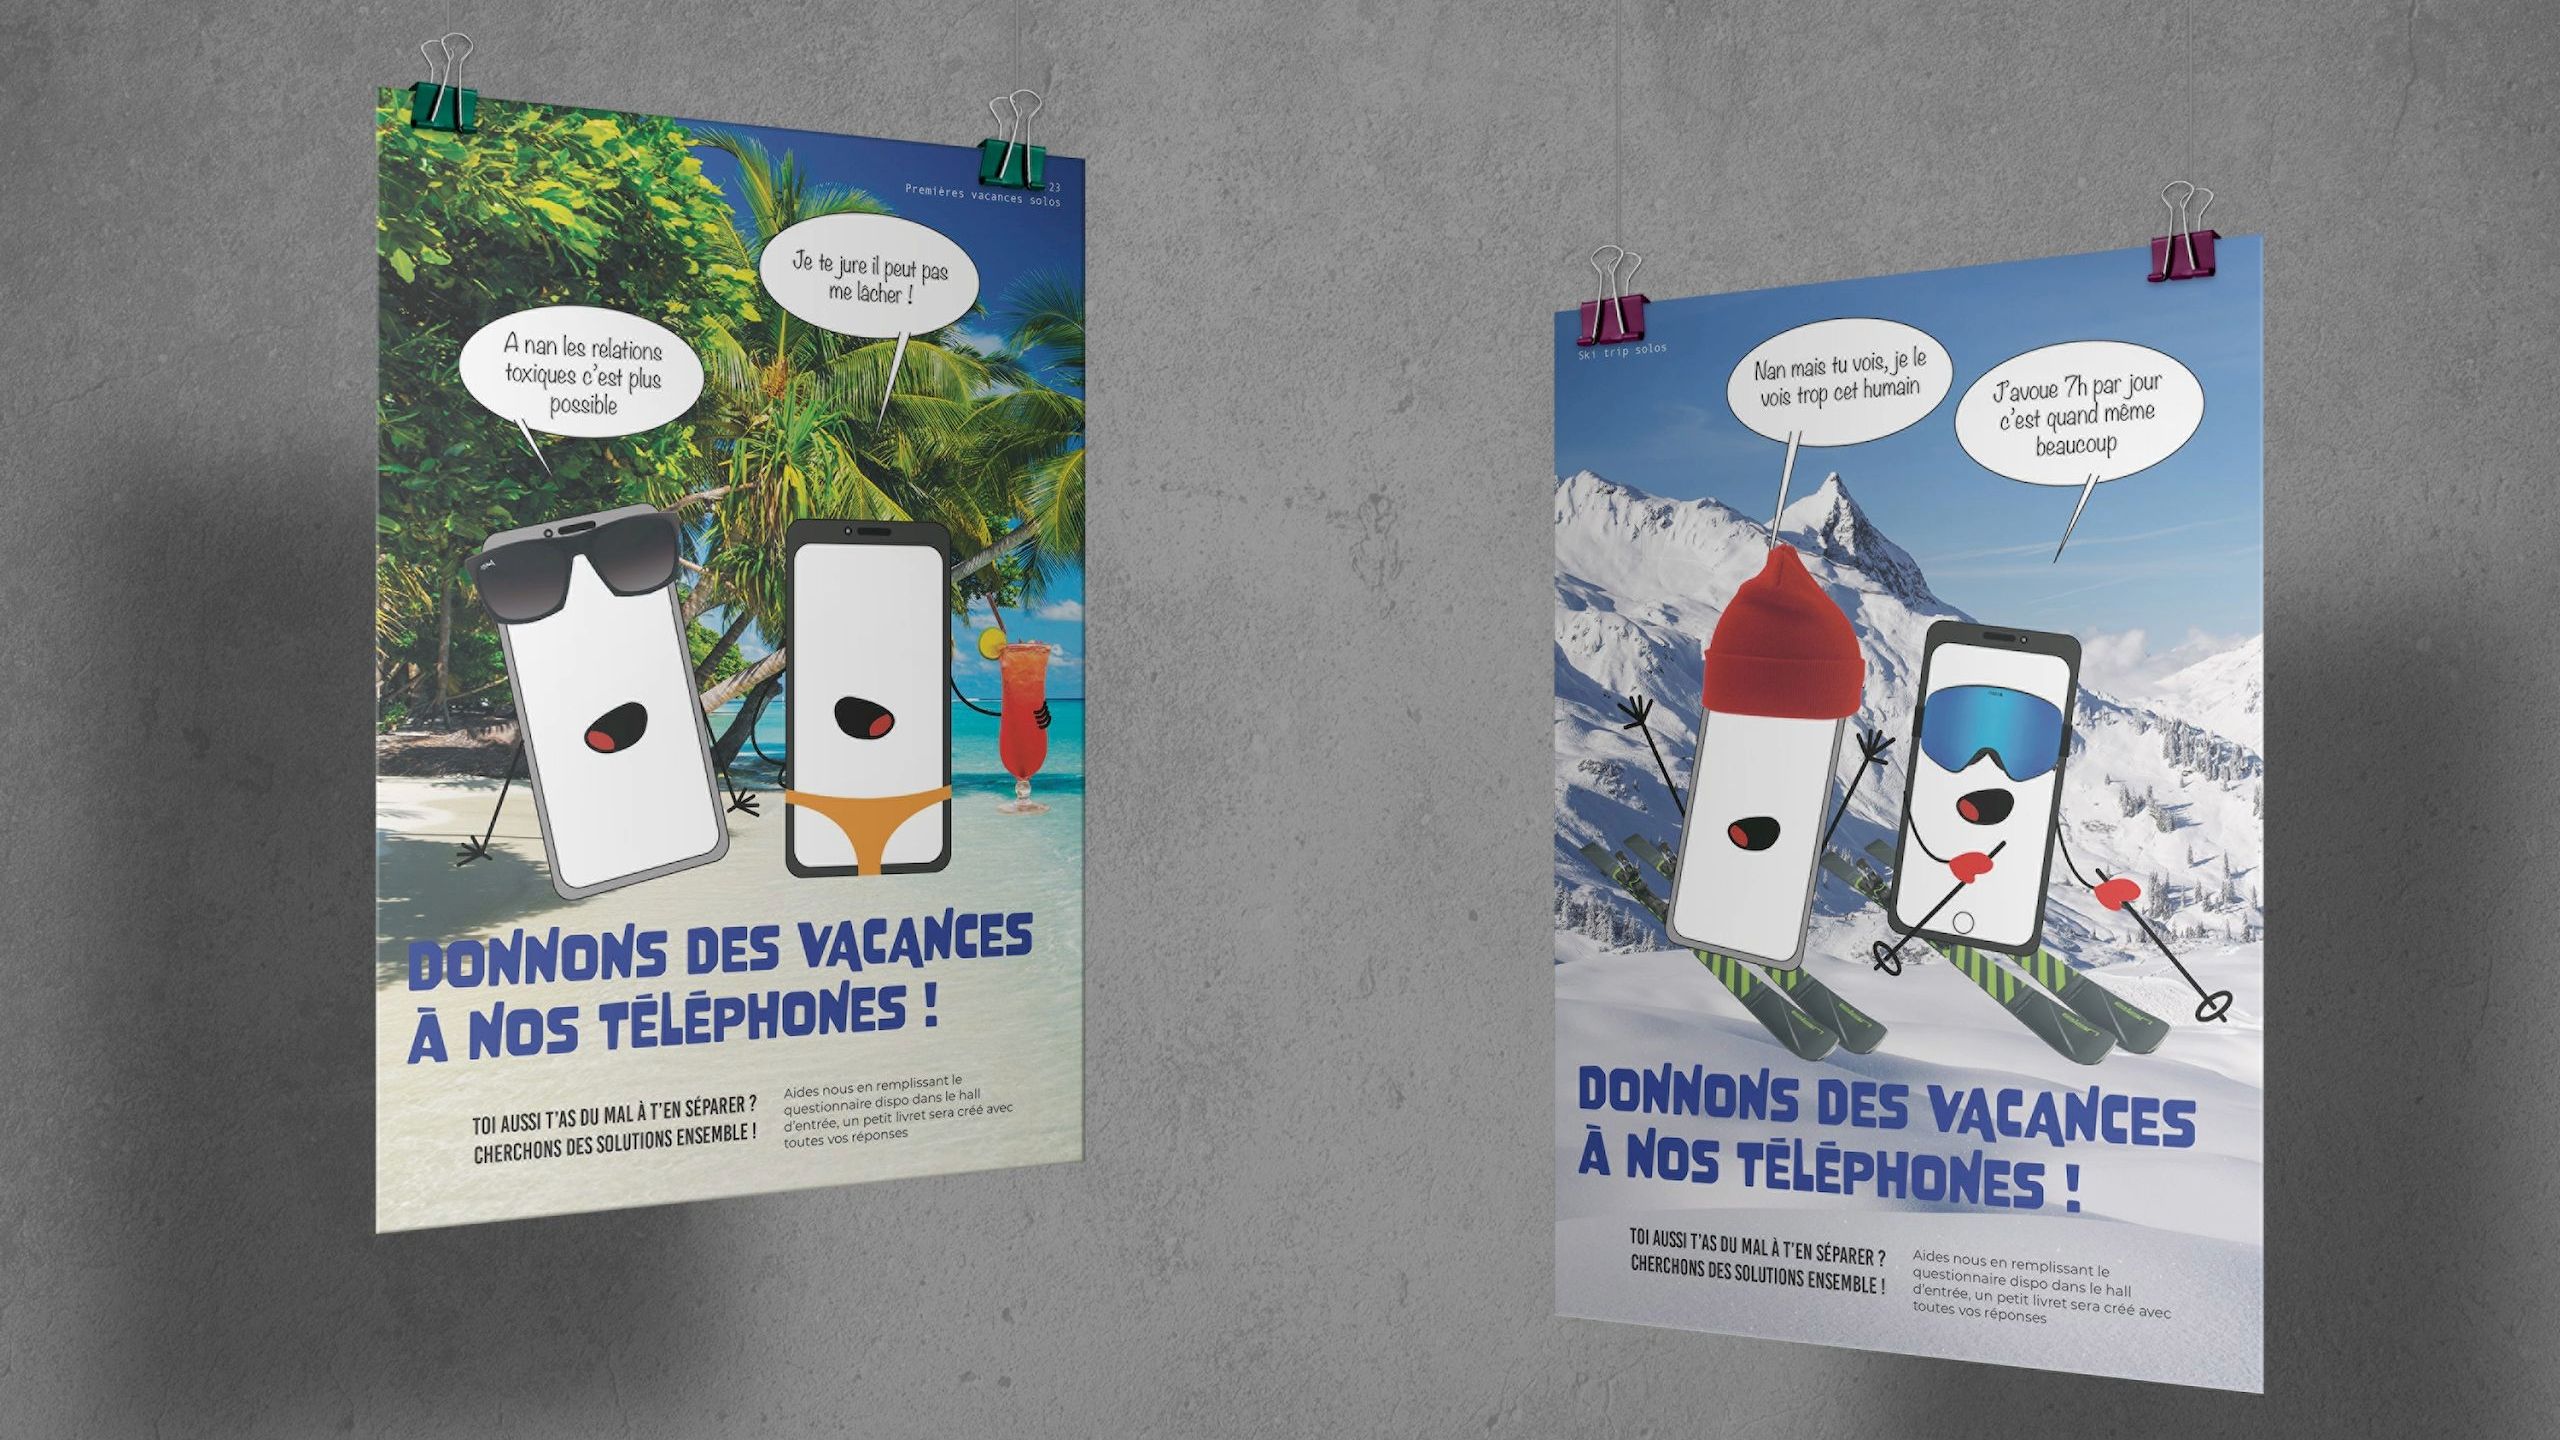 23
Premières vacances solos
Je te jure il peut pas
me lâcher !
A nan les relations
toxiques c'est plus
possible
DONNONS DES VACANCES
À NOS TÉLÉPHONES !
TOI AUSSI T'AS DU MAL À T'EN SÉPARER ?
CHERCHONS DES SOLUTIONS ENSEMBLE !
Aides nous en remplissant le
questionnaire dispo dans le hall
d'entrée, un petit livret sera créé avec
toutes vos réponses
Ski trip solos
Nan mais tu vois, je le
vois trop cet humain
J'avoue 7h par jour
c'est quand même
beaucoup
DONNONS DES VACANCES
À NOS TÉLÉPHONES !
TOI AUSSI T'AS DU MAL À T'EN SÉPARER ?
CHERCHONS DES SOLUTIONS ENSEMBLE !
Aides nous en remplissant le
questionnaire dispo dans le hall
d'entrée, un petit livret sera créé avec
toutes vos réponses